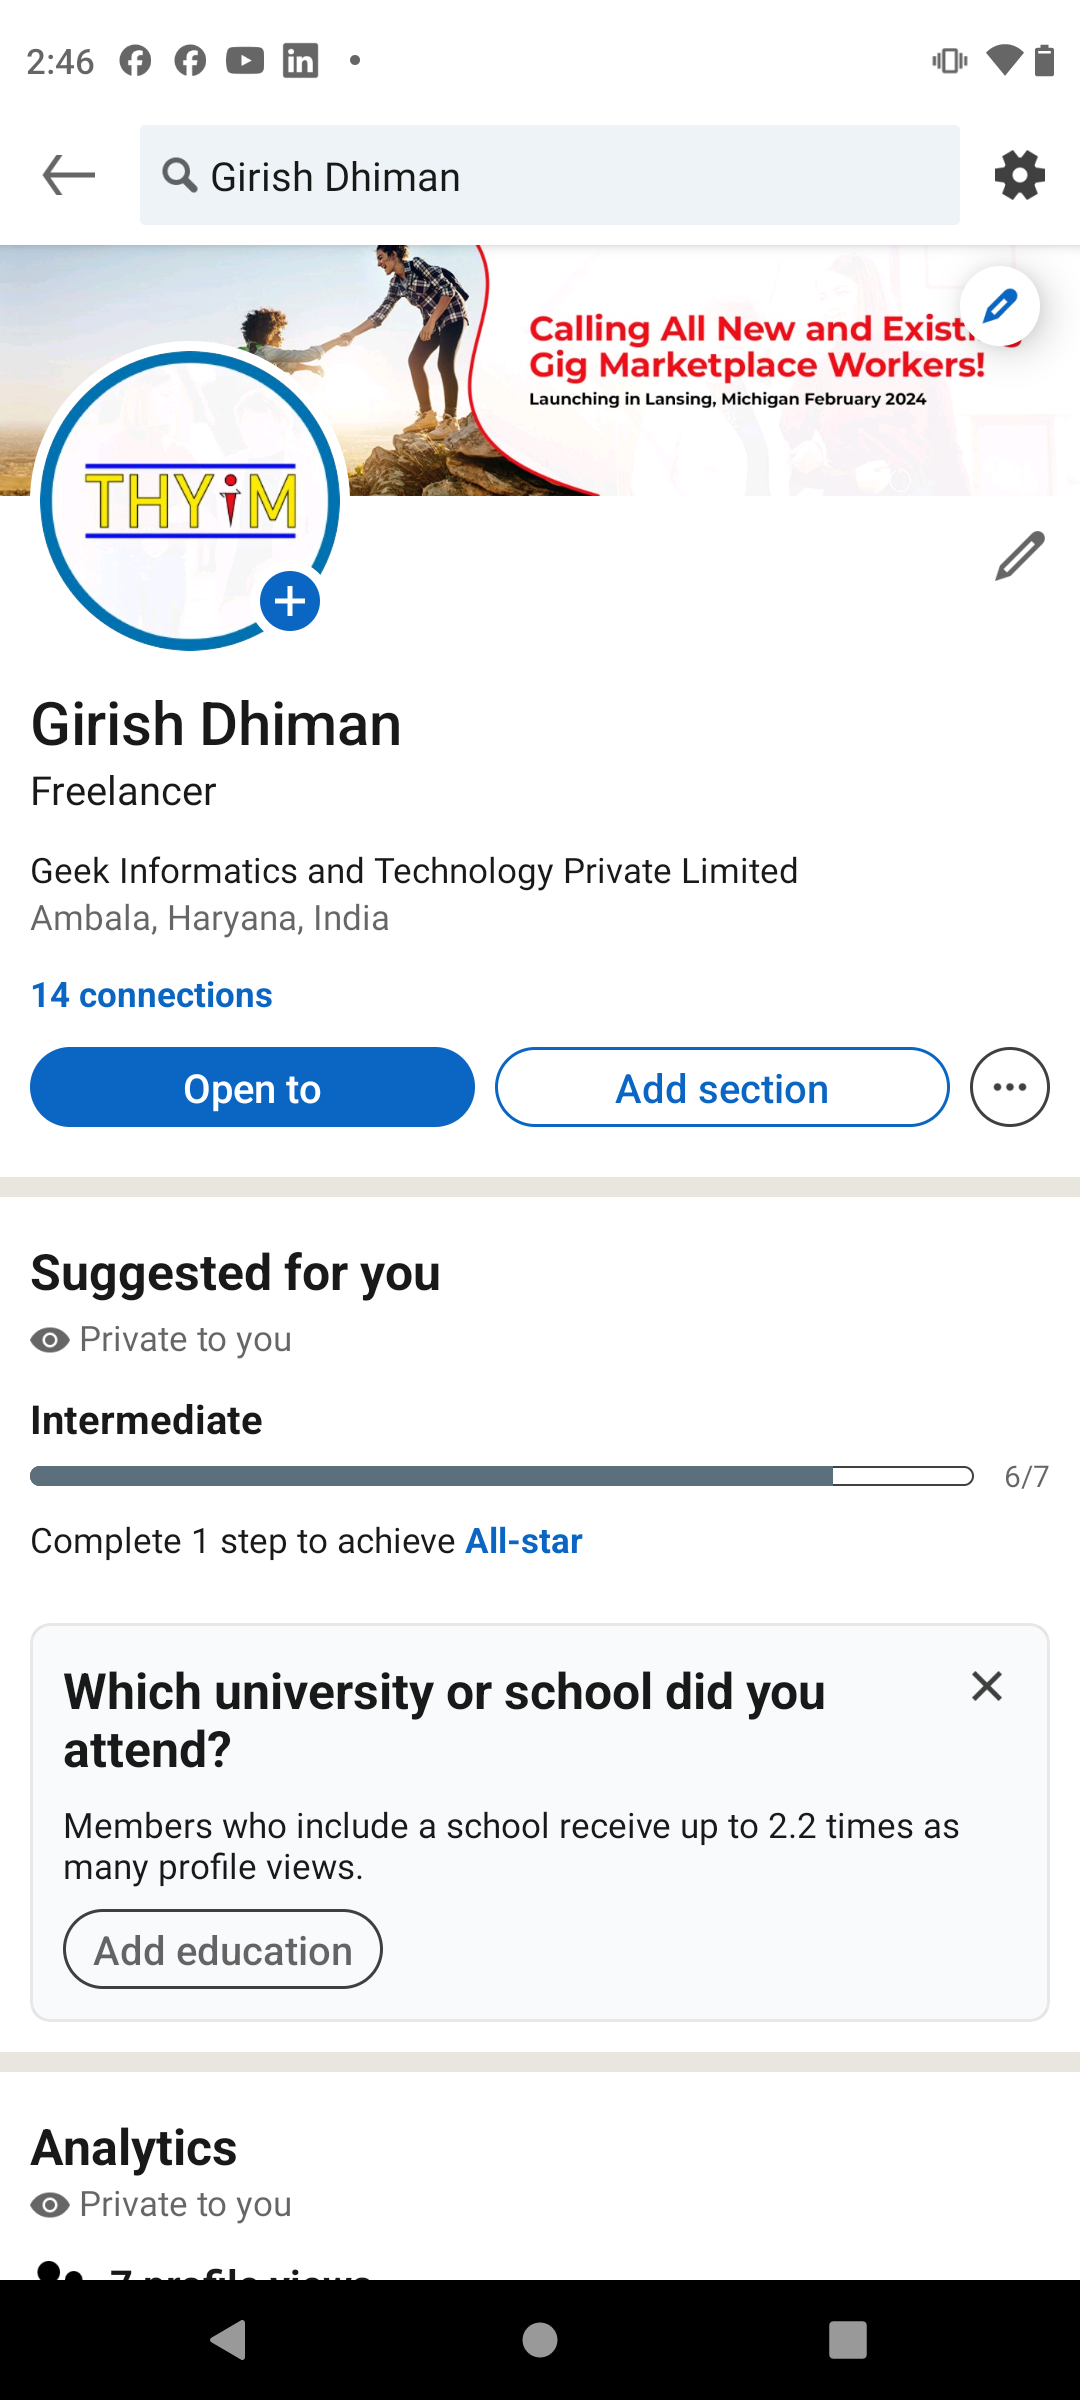 2:46
Girish Dhiman
Calling All New and
Gig Marketplace Workers!
Launching in Lansing, Michigan February 2024
THYiM
Girish Dhiman
Freelancer
Geek Informatics and Technology Private Limited
Ambala, Haryana, India
14 connections
Open to
Add section
Suggested for you
Private to you
Intermediate
6/7
Complete 1 step to achieve All-star
Which university or school did you
attend?
Members who include a school receive up to 2.2 times as
many profile views.
Add education
Analytics
Private to you
7 profile views